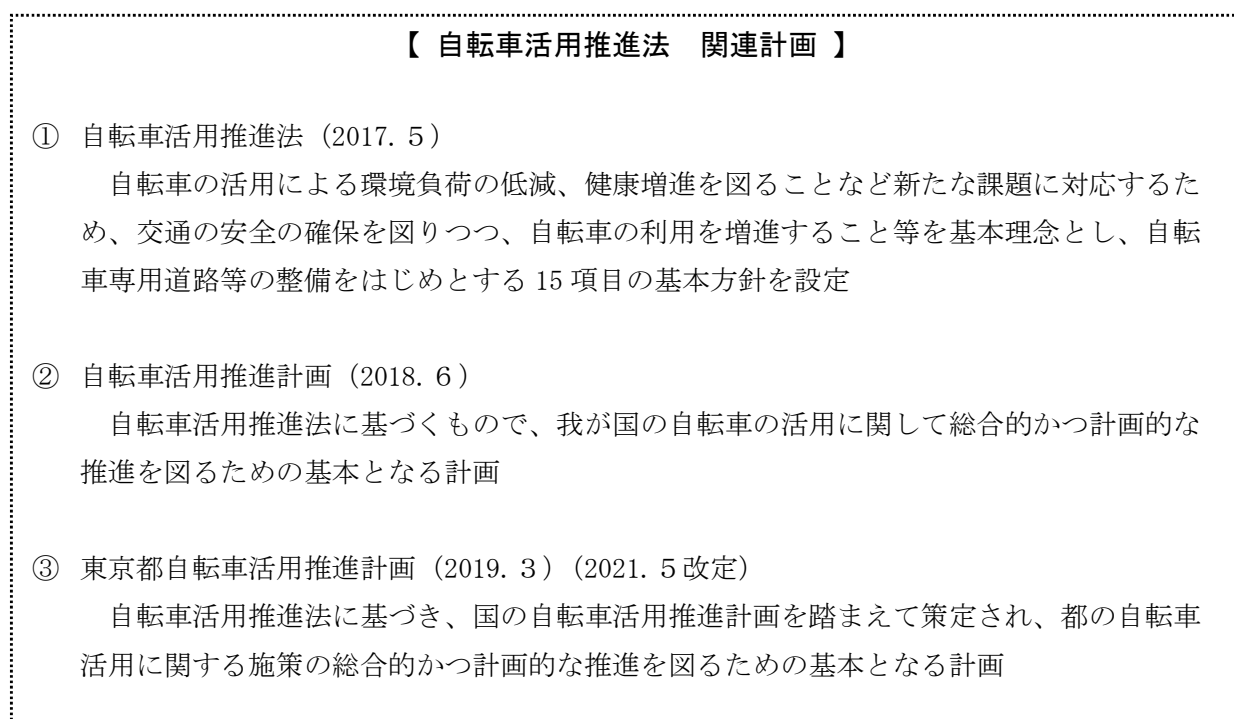 【 自転車活用推進法　関連計画 】
① 自転車活用推進法（2017. 5）
自転車の活用による環境負荷の低減、健康増進を図ることなど新たな課題に対応するた
め、交通の安全の確保を図りつつ、自転車の利用を増進すること等を基本理念とし、自転
車専用道路等の整備をはじめとする 15 項目の基本方針を設定
② 自転車活用推進計画（2018. 6）
自転車活用推進法に基づくもので、我が国の自転車の活用に関して総合的かつ計画的な
推進を図るための基本となる計画
③ 東京都自転車活用推進計画（2019. 3）（2021. 5改定）
自転車活用推進法に基づき、国の自転車活用推進計画を踏まえて策定され、都の自転車
活用に関する施策の総合的かつ計画的な推進を図るための基本となる計画